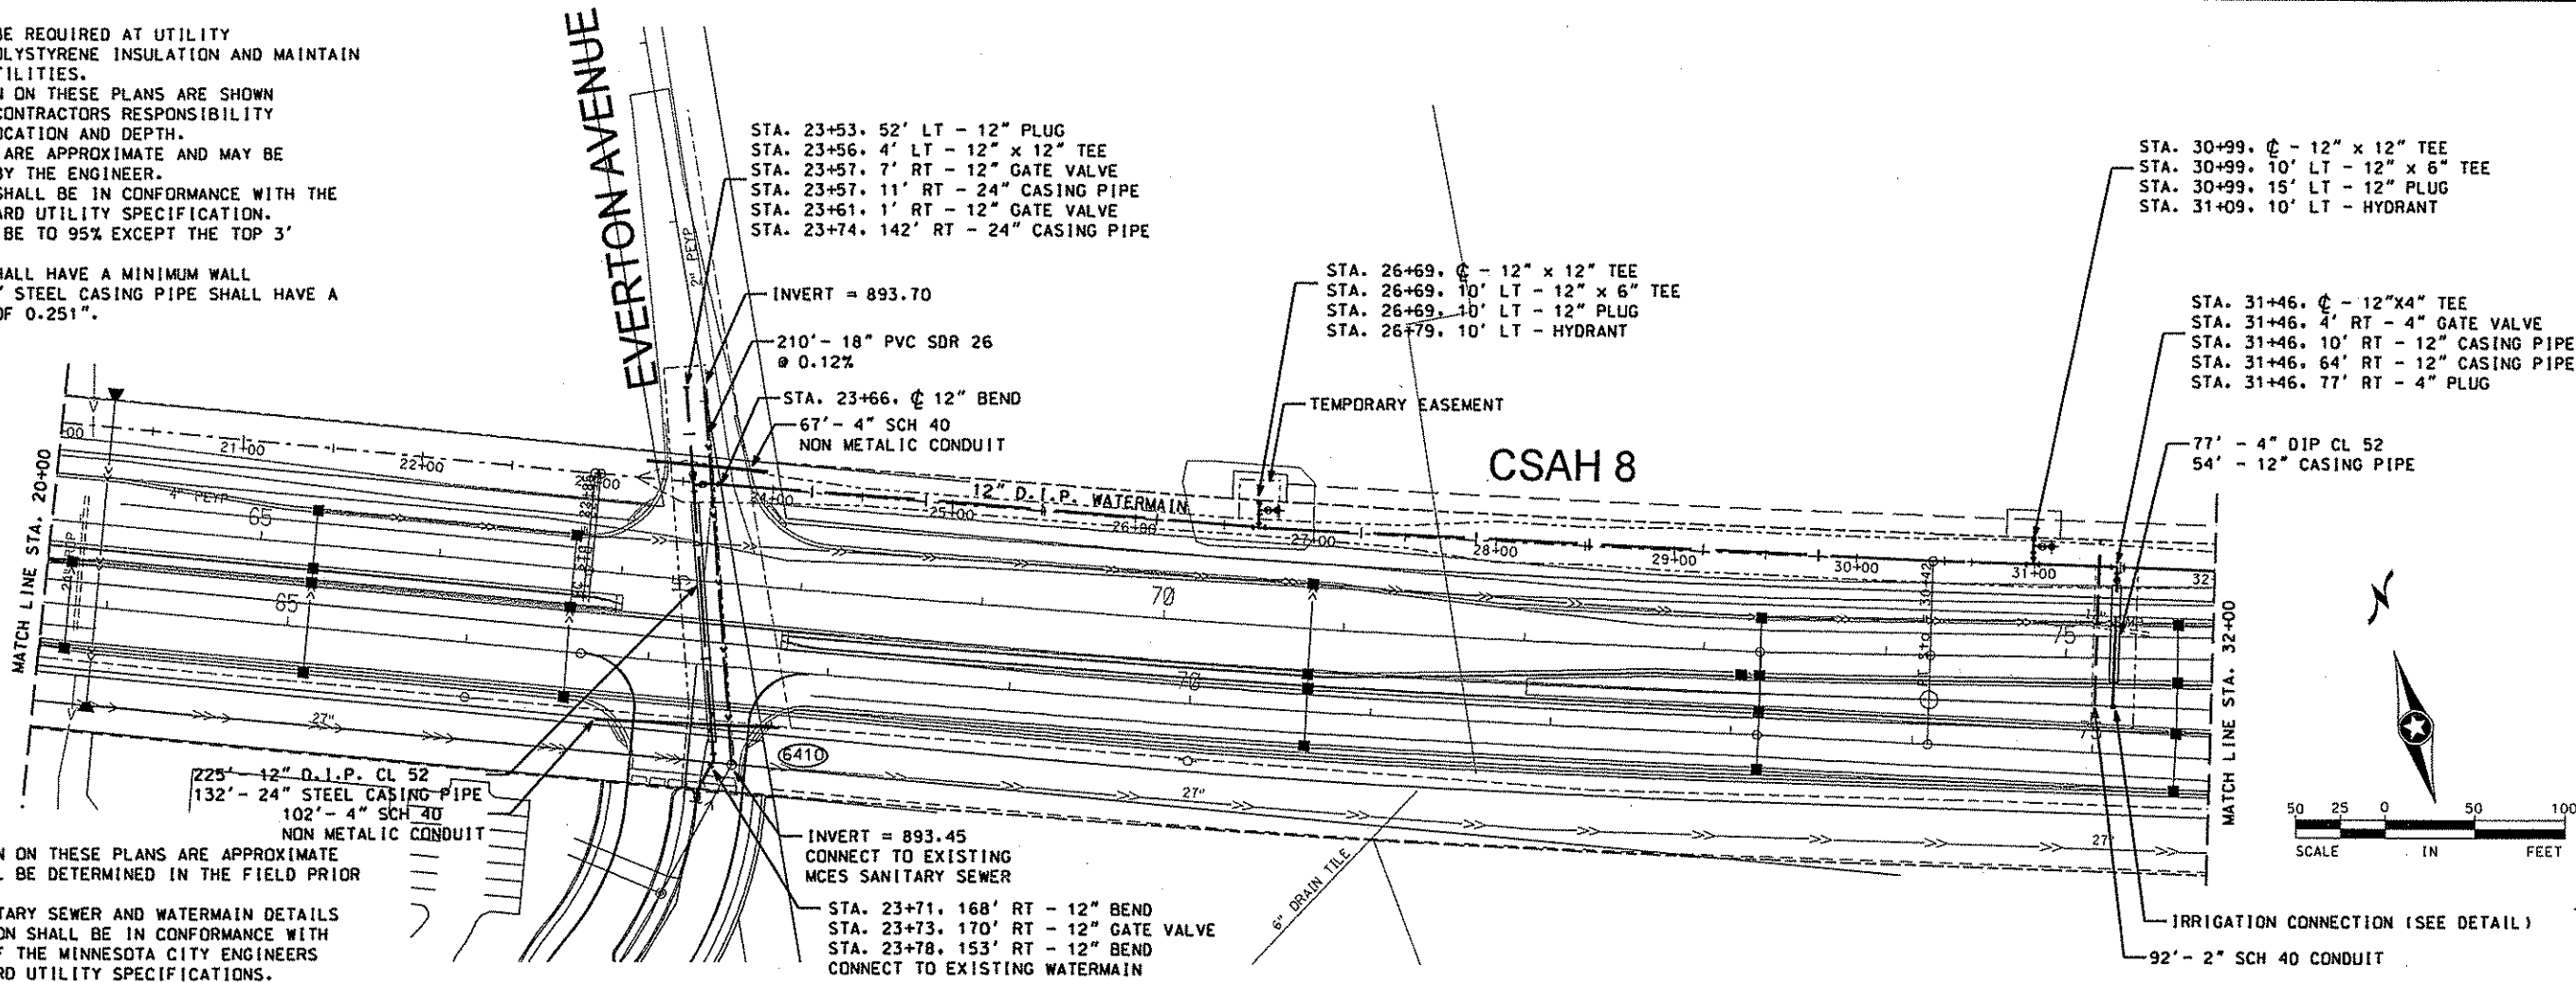 BE REQUIRED AT UTILITY
OLYSTYRENE INSULATION AND MAINTAIN
TILITIES.
N ON THESE PLANS ARE SHOWN
CONTRACTORS RESPONSIBILITY
OCATION AND DEPTH.
ARE APPROXIMATE AND MAY BE
BY THE ENGINEER.
SHALL BE IN CONFORMANCE WITH THE
ARD UTILITY SPECIFICATION.
BE TO 95% EXCEPT THE TOP 3'
HALL HAVE A MINIMUM WALL
" STEEL CASING PIPE SHALL HAVE A
OF 0.251".
EVERTON AVENUE
2" PEYP
STA. 23+53. 52' LT - 12" PLUG
STA. 23+56. 4' LT - 12" x 12" TEE
STA. 23+57. 7' RT - 12" GATE VALVE
STA. 23+57. 11' RT - 24" CASING PIPE
STA. 23+61. 1' RT - 12" GATE VALVE
STA. 23+74. 142' RT - 24" CASING PIPE
INVERT = 893.70
210'- 18" PVC SDR 26
@ 0.12%
STA. 23+66. ℄ 12" BEND
67'- 4" SCH 40
NON METALIC CONDUIT
STA. 26+69. ℄ - 12" x 12" TEE
STA. 26+69. 10' LT - 12" x 6" TEE
STA. 26+69. 10' LT - 12" PLUG
STA. 26+79. 10' LT - HYDRANT
TEMPORARY EASEMENT
CSAH 8
STA. 30+99. ℄ - 12" x 12" TEE
STA. 30+99. 10' LT - 12" x 6" TEE
STA. 30+99. 15' LT - 12" PLUG
STA. 31+09. 10' LT - HYDRANT
STA. 31+46. ℄ - 12"X4" TEE
STA. 31+46. 4' RT - 4" GATE VALVE
STA. 31+46. 10' RT - 12" CASING PIPE
STA. 31+46. 64' RT - 12" CASING PIPE
STA. 31+46. 77' RT - 4" PLUG
77' - 4" DIP CL 52
54' - 12" CASING PIPE
MATCH LINE STA. 20+00
+00
21+00
22+00
24+00
12" D.I.P. WATERMAIN
25+00
26+00
27+00
28+00
29+00
30+00
31+00
32
4" PEYP
65
65
70
70
75
75
PT Sta 30+42
27"
27"
27"
6410
6" DRAIN TILE
MATCH LINE STA. 32+00
225'- 12" D.I.P. CL 52
132'- 24" STEEL CASING PIPE
102'- 4" SCH 40
NON METALIC CONDUIT
INVERT = 893.45
CONNECT TO EXISTING
MCES SANITARY SEWER
STA. 23+71. 168' RT - 12" BEND
STA. 23+73. 170' RT - 12" GATE VALVE
STA. 23+78. 153' RT - 12" BEND
CONNECT TO EXISTING WATERMAIN
N ON THESE PLANS ARE APPROXIMATE
L BE DETERMINED IN THE FIELD PRIOR
TARY SEWER AND WATERMAIN DETAILS
ON SHALL BE IN CONFORMANCE WITH
F THE MINNESOTA CITY ENGINEERS
RD UTILITY SPECIFICATIONS.
IRRIGATION CONNECTION (SEE DETAIL)
92'- 2" SCH 40 CONDUIT
N
50 25 0 50 100
SCALE IN FEET